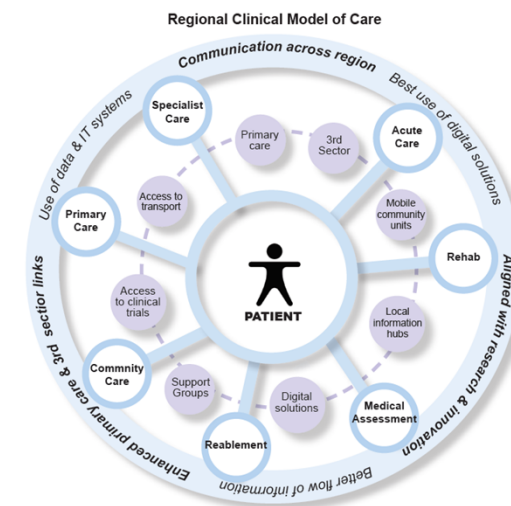 Regional Clinical Model of Care
Communication across region
Best use of digital solutions
Aligned with research & innovation
Better flow of information
Enhanced primary care & 3rd sectior links
Use of data & IT systems
Specialist
Care
Acute
Care
Rehab
Medical
Assessment
Reablement
Commnity
Care
Primary
Care
Primary
care
3rd
Sector
Mobile
community
units
Local
information
hubs
Digital
solutions
Support
Groups
Access
to clinical
trials
Access to
transport
PATIENT